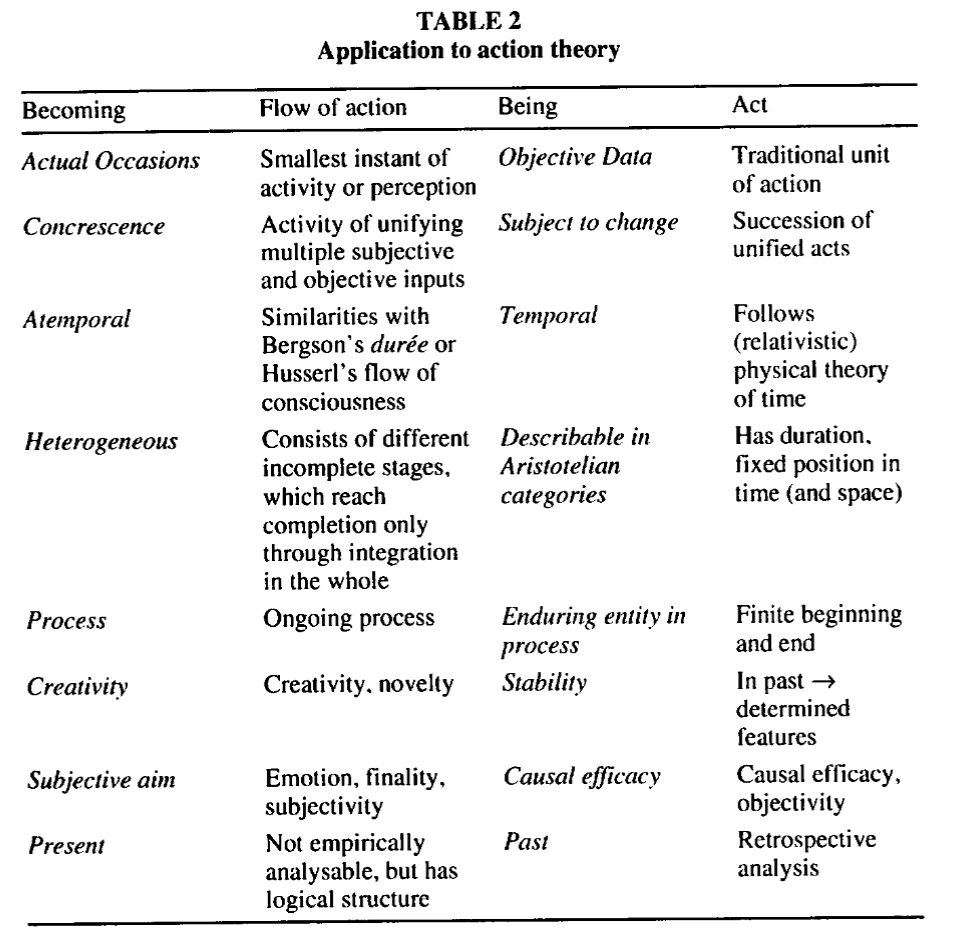 TABLE 2
Application to action theory
Becoming Flow of action Being Act
Actual Occasions Smallest instant of Objective Data Traditional unit
activity or perception of action
Concrescence Activity of unifying Subject to change Succession of
multiple subjective unified acts
and objective inputs
Atemporal Similarities with Temporal Follows
Bergson's durée or (relativistic)
Husserl's flow of physical theory
consciousness of time
Heterogeneous Consists of different Describable in Has duration,
incomplete stages, Aristotelian fixed position in
which reach categories time (and space)
completion only
through integration
in the whole
Process Ongoing process Enduring entity in Finite beginning
process and end
Creativity Creativity, novelty Stability In past →
determined
features
Subjective aim Emotion, finality, Causal efficacy Causal efficacy,
subjectivity objectivity
Present Not empirically Past Retrospective
analysable, but has analysis
logical structure